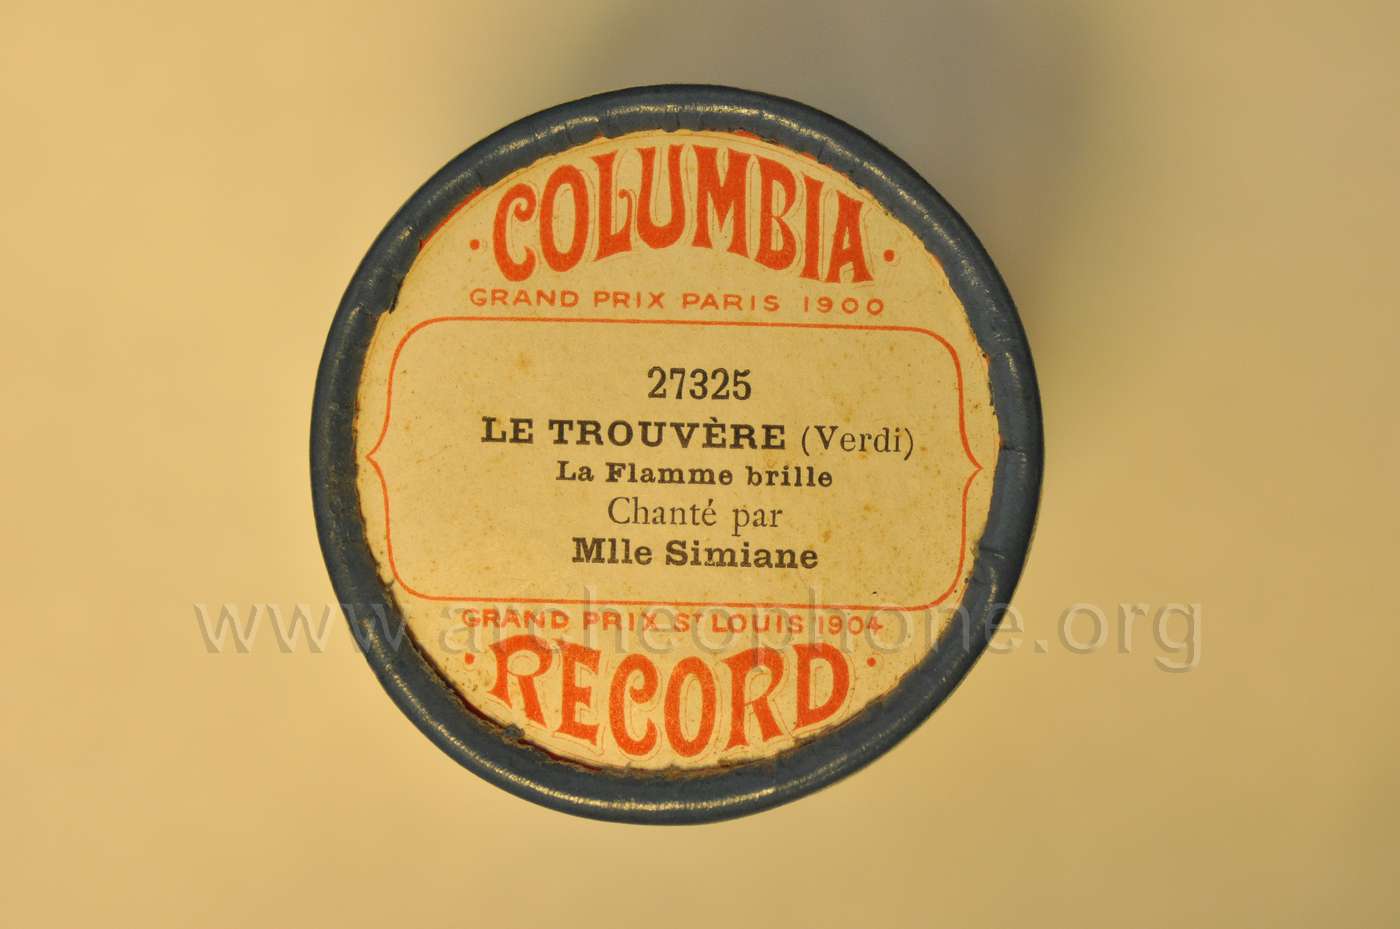 · COLUMBIA ·
GRAND PRIX PARIS 1900
27325
LE TROUVÈRE (Verdi)
La Flamme brille
Chanté par
Mlle Simiane
www.archeophone.org
GRAND PRIX ST LOUIS 1904
· RECORD ·